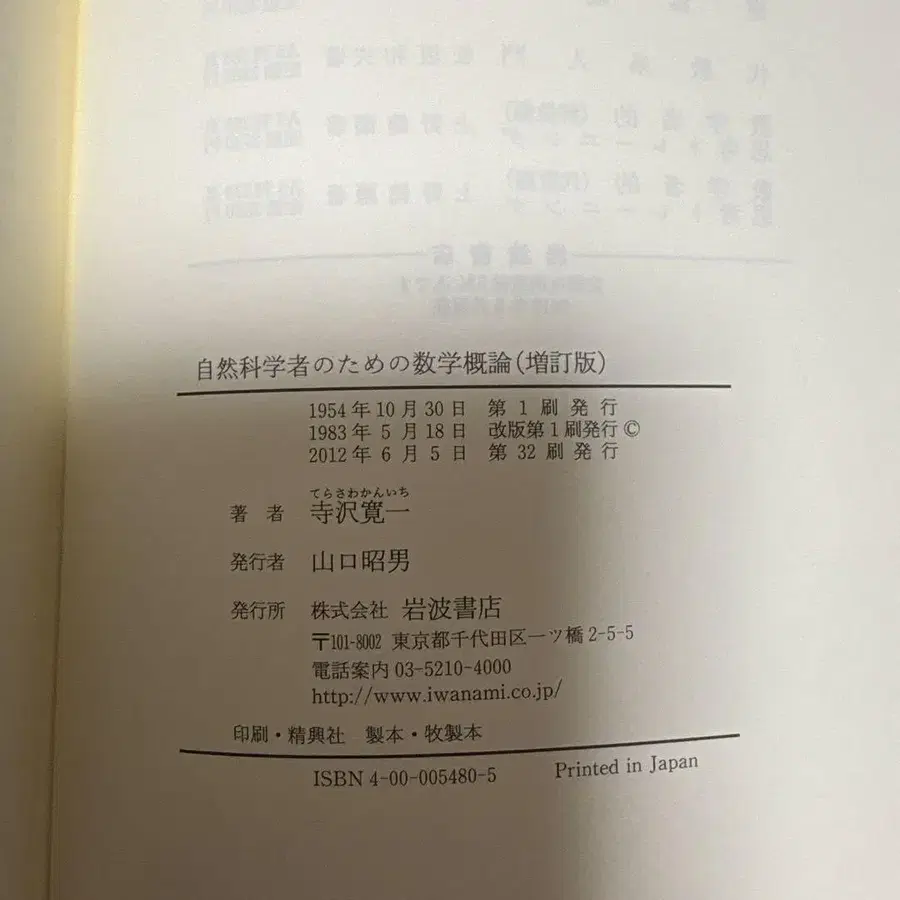 自然科学者のための数学概論(増訂版)
1954年10月30日 第1刷発行
1983年5月18日 改版第1刷発行©
2012年6月5日 第32刷発行
てらさわかんいち
著者 寺沢寛一
発行者 山口昭男
発行所 株式会社 岩波書店
〒101-8002 東京都千代田区一ツ橋2-5-5
電話案内 03-5210-4000
http://www.iwanami.co.jp/
印刷・精興社 製本・牧製本
ISBN 4-00-005480-5 Printed in Japan